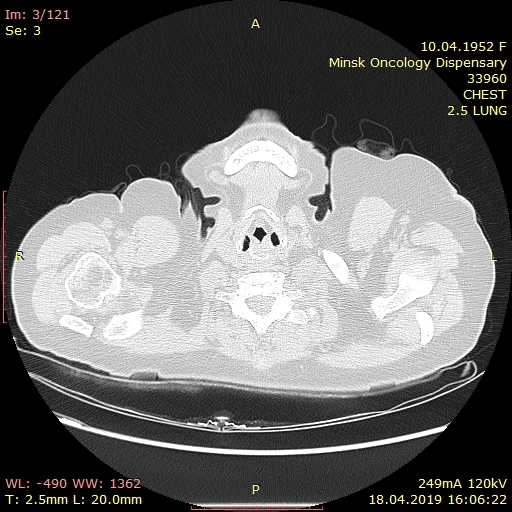 Im: 3/121
Se: 3
A
10.04.1952 F
Minsk Oncology Dispensary
33960
CHEST
2.5 LUNG
R
L
WL: -490 WW: 1362
T: 2.5mm L: 20.0mm
P
249mA 120kV
18.04.2019 16:06:22